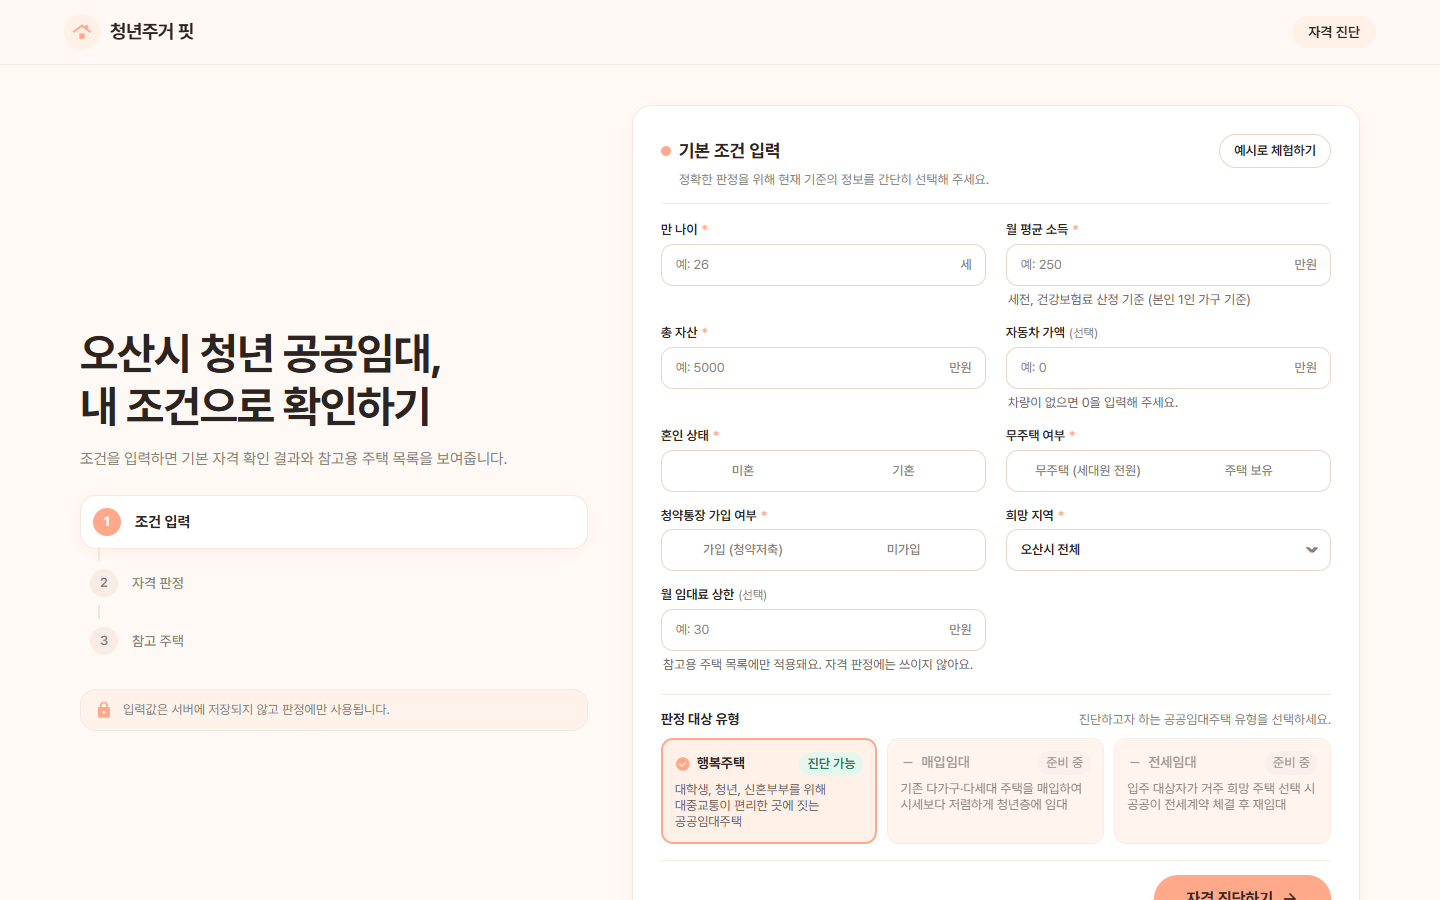 청년주거 핏
자격 진단
오산시 청년 공공임대,
내 조건으로 확인하기
조건을 입력하면 기본 자격 확인 결과와 참고용 주택 목록을 보여줍니다.
1 조건 입력
2 자격 판정
3 참고 주택
입력값은 서버에 저장되지 않고 판정에만 사용됩니다.
기본 조건 입력
예시로 체험하기
정확한 판정을 위해 현재 기준의 정보를 간단히 선택해 주세요.
만 나이 *
예: 26 세
월 평균 소득 *
예: 250 만원
세전, 건강보험료 산정 기준 (본인 1인 가구 기준)
총 자산 *
예: 5000 만원
자동차 가액 (선택)
예: 0 만원
차량이 없으면 0을 입력해 주세요.
혼인 상태 *
미혼 기혼
무주택 여부 *
무주택 (세대원 전원) 주택 보유
청약통장 가입 여부 *
가입 (청약저축) 미가입
희망 지역 *
오산시 전체
월 임대료 상한 (선택)
예: 30 만원
참고용 주택 목록에만 적용돼요. 자격 판정에는 쓰이지 않아요.
판정 대상 유형
진단하고자 하는 공공임대주택 유형을 선택하세요.
행복주택 진단 가능
대학생, 청년, 신혼부부를 위해
대중교통이 편리한 곳에 짓는
공공임대주택
매입임대 준비 중
기존 다가구·다세대 주택을 매입하여
시세보다 저렴하게 청년층에 임대
전세임대 준비 중
입주 대상자가 거주 희망 주택 선택 시
공공이 전세계약 체결 후 재임대
자격 진단하기 →